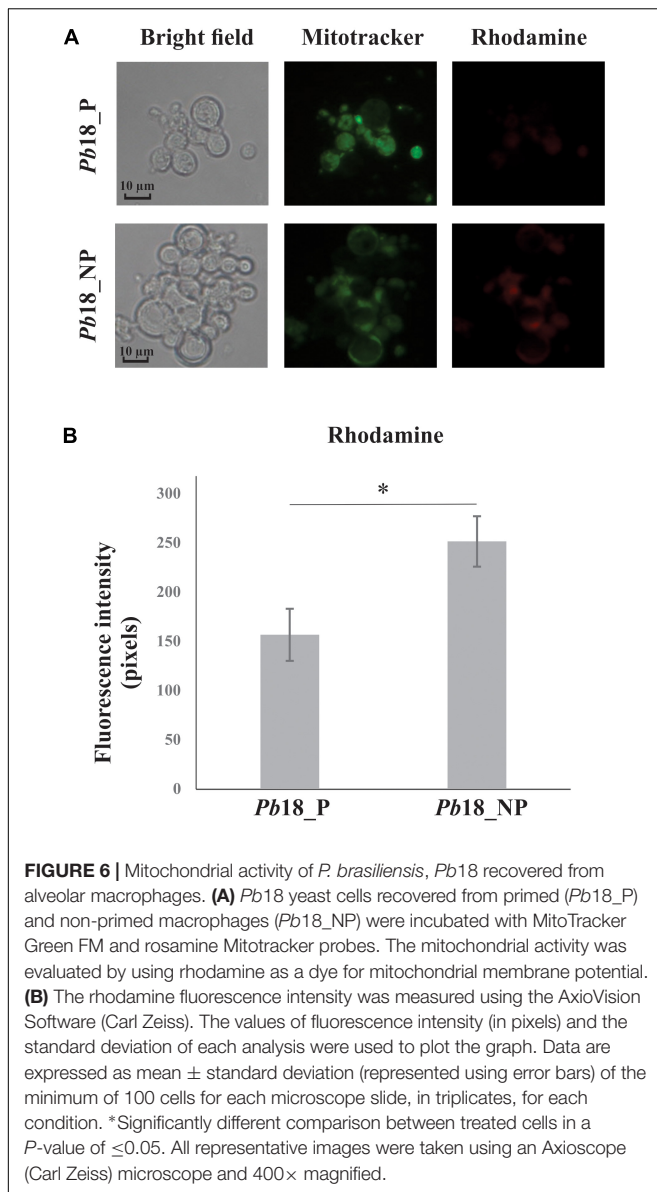 A
Bright field
Mitotracker
Rhodamine
Pb18_P
10 µm
Pb18_NP
10 µm
B
Rhodamine
*
Fluorescence intensity
(pixels)
300
250
200
150
100
50
0
Pb18_P
Pb18_NP
FIGURE 6 | Mitochondrial activity of P. brasiliensis, Pb18 recovered from
alveolar macrophages. (A) Pb18 yeast cells recovered from primed (Pb18_P)
and non-primed macrophages (Pb18_NP) were incubated with MitoTracker
Green FM and rosamine Mitotracker probes. The mitochondrial activity was
evaluated by using rhodamine as a dye for mitochondrial membrane potential.
(B) The rhodamine fluorescence intensity was measured using the AxioVision
Software (Carl Zeiss). The values of fluorescence intensity (in pixels) and the
standard deviation of each analysis were used to plot the graph. Data are
expressed as mean ± standard deviation (represented using error bars) of the
minimum of 100 cells for each microscope slide, in triplicates, for each
condition. *Significantly different comparison between treated cells in a
P-value of ≤0.05. All representative images were taken using an Axioscope
(Carl Zeiss) microscope and 400× magnified.